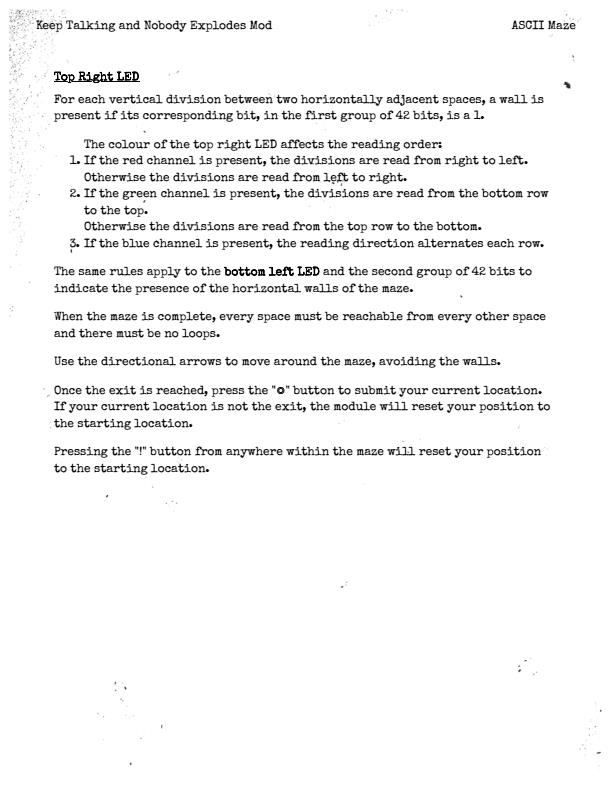 Keep Talking and Nobody Explodes Mod
ASCII Maze
Top Right LED
For each vertical division between two horizontally adjacent spaces, a wall is
present if its corresponding bit, in the first group of 42 bits, is a 1.
The colour of the top right LED affects the reading order:
1. If the red channel is present, the divisions are read from right to left.
Otherwise the divisions are read from left to right.
2. If the green channel is present, the divisions are read from the bottom row
to the top.
Otherwise the divisions are read from the top row to the bottom.
3. If the blue channel is present, the reading direction alternates each row.
The same rules apply to the bottom left LED and the second group of 42 bits to
indicate the presence of the horizontal walls of the maze.
When the maze is complete, every space must be reachable from every other space
and there must be no loops.
Use the directional arrows to move around the maze, avoiding the walls.
Once the exit is reached, press the "✪" button to submit your current location.
If your current location is not the exit, the module will reset your position to
the starting location.
Pressing the "!" button from anywhere within the maze will reset your position
to the starting location.